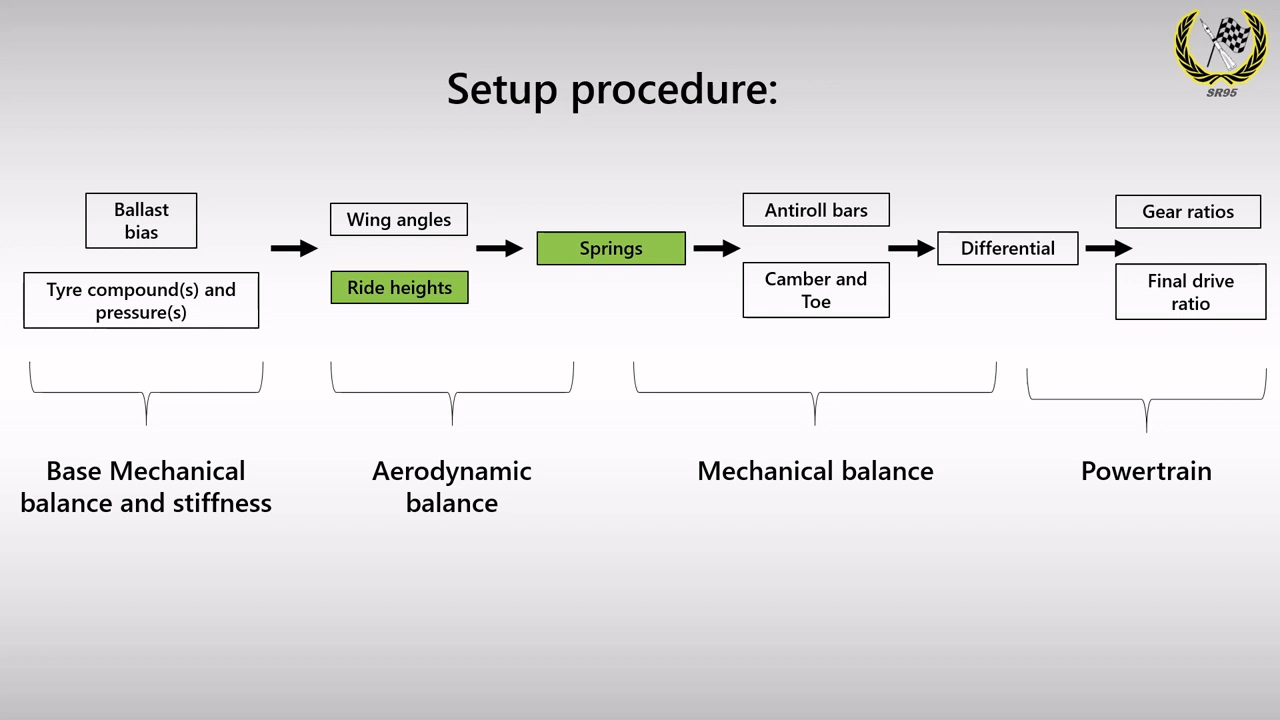 SR95
Setup procedure:
Ballast
bias
Tyre compound(s) and
pressure(s)
Wing angles
Ride heights
Springs
Antiroll bars
Camber and
Toe
Differential
Gear ratios
Final drive
ratio
Base Mechanical
balance and stiffness
Aerodynamic
balance
Mechanical balance
Powertrain